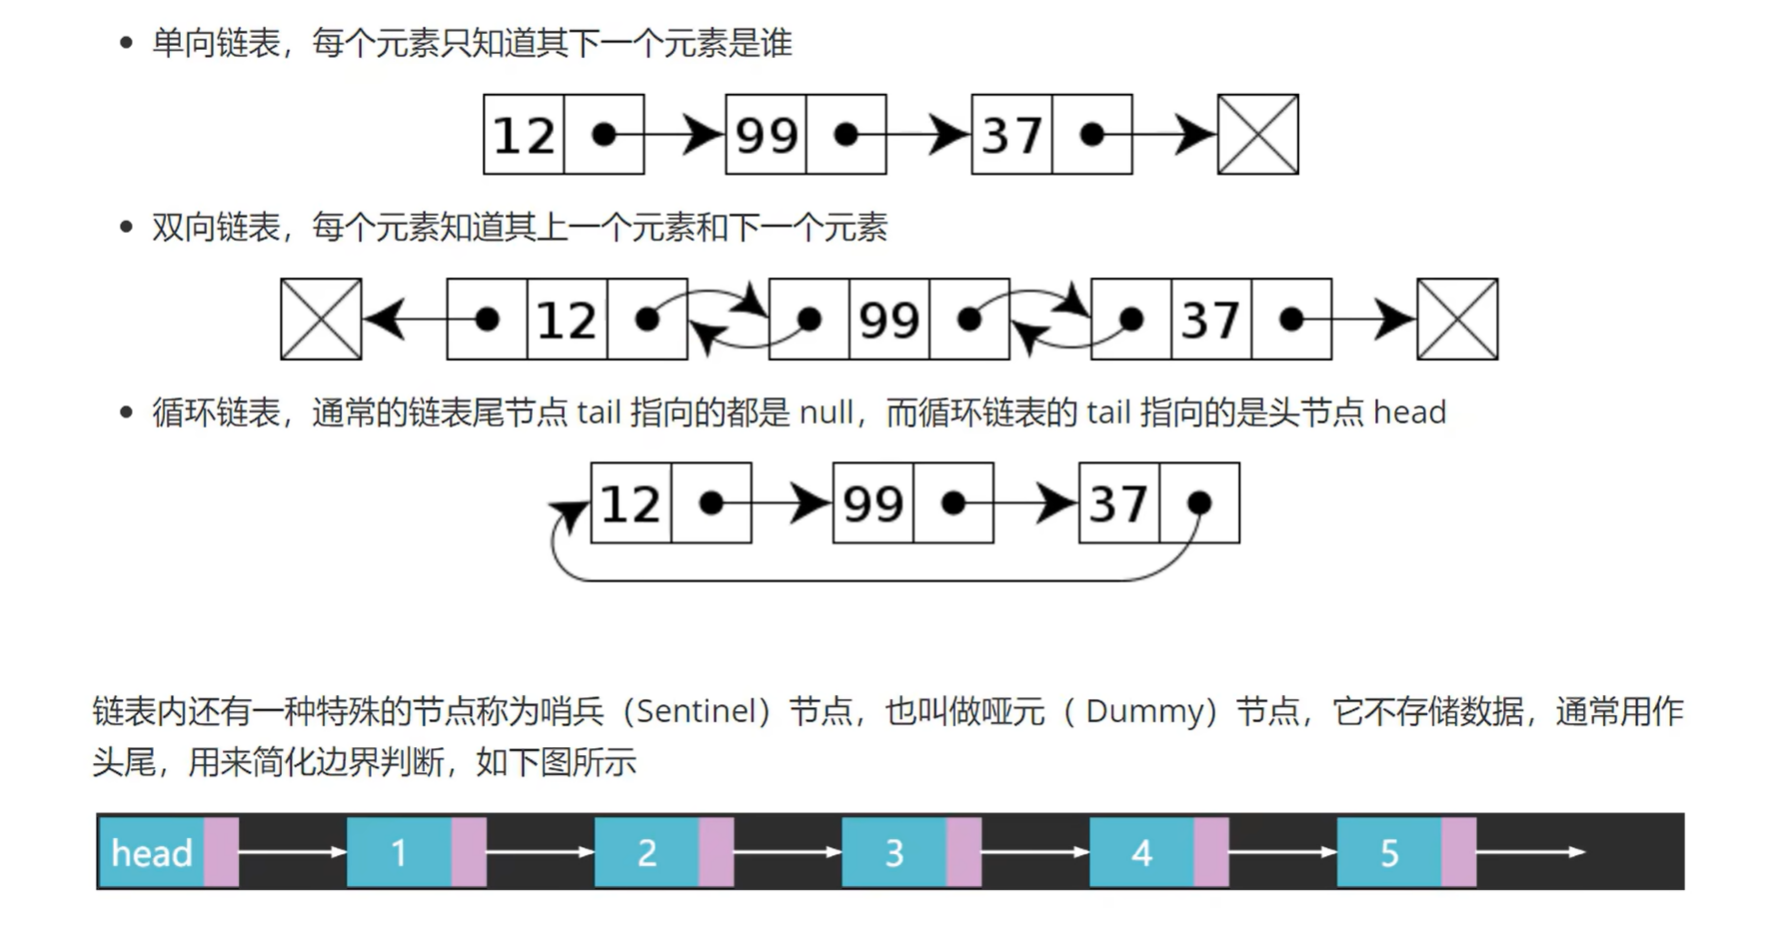 单向链表，每个元素只知道其下一个元素是谁
12 99 37
双向链表，每个元素知道其上一个元素和下一个元素
12 99 37
循环链表，通常的链表尾节点 tail 指向的都是 null，而循环链表的 tail 指向的是头节点 head
12 99 37
链表内还有一种特殊的节点称为哨兵（Sentinel）节点，也叫做哑元（ Dummy）节点，它不存储数据，通常用作
头尾，用来简化边界判断，如下图所示
head 1 2 3 4 5